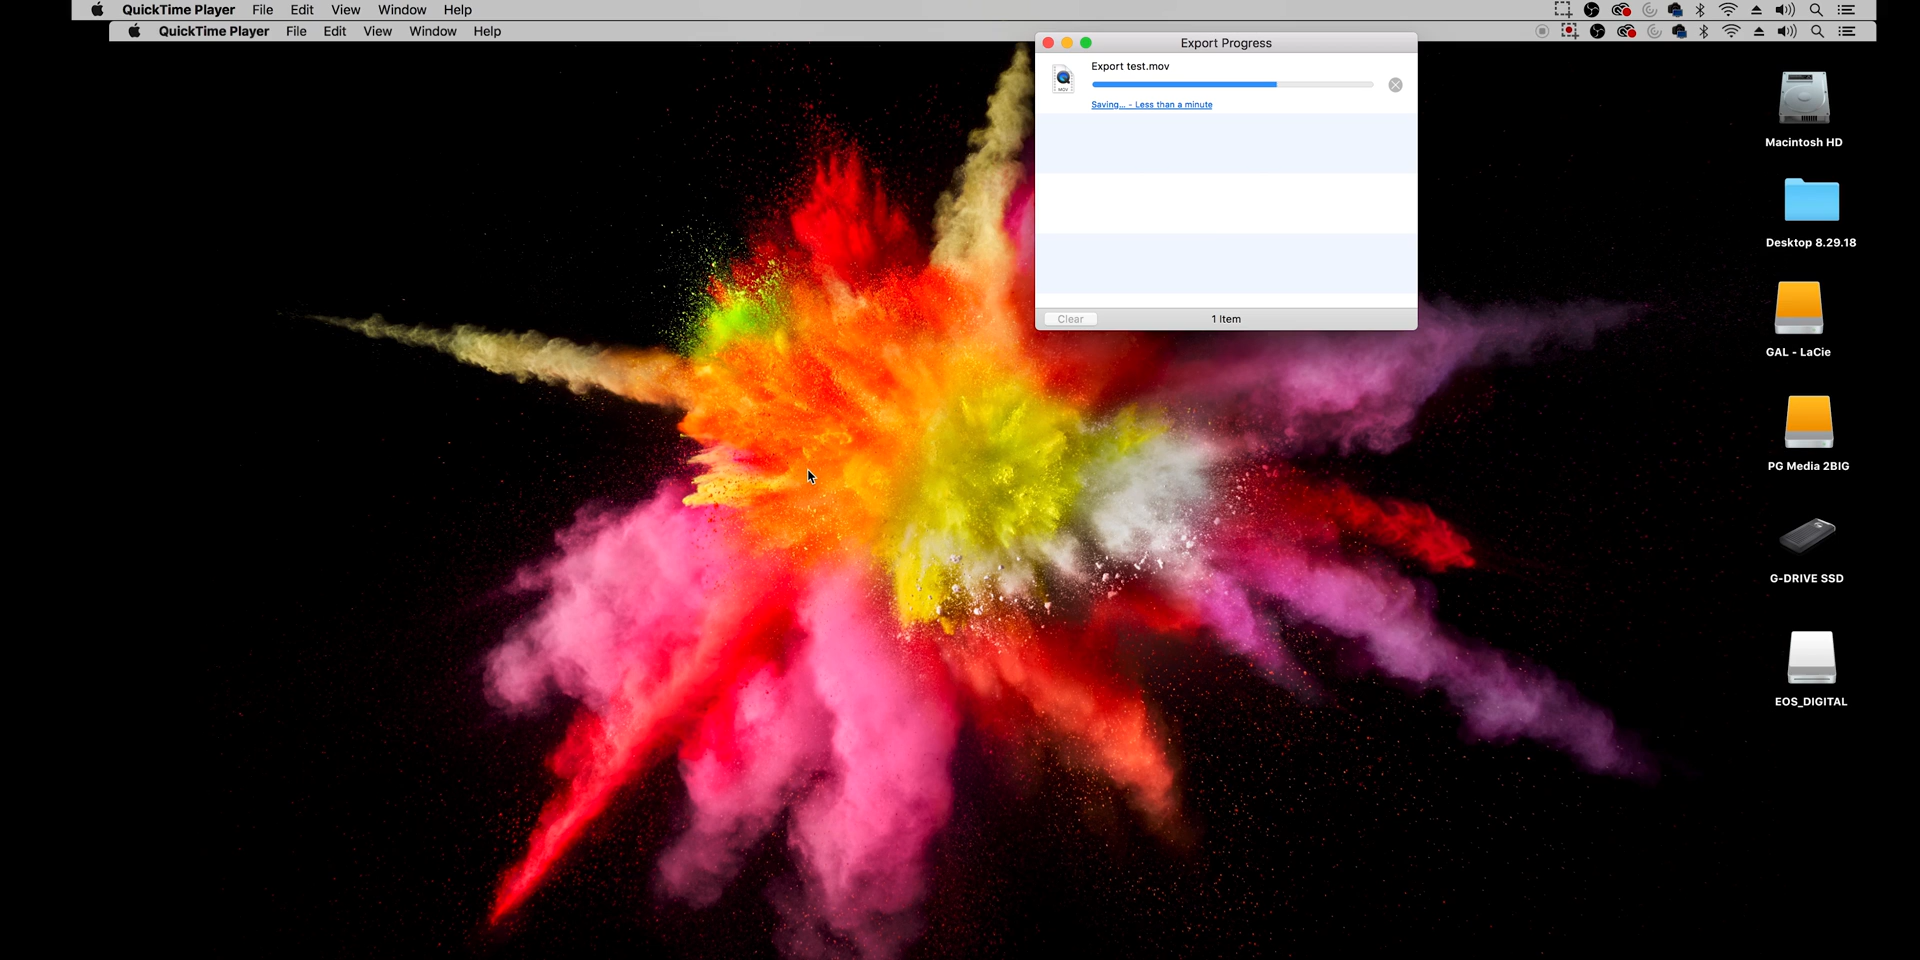 QuickTime Player File Edit View Window Help
QuickTime Player File Edit View Window Help
Export Progress
Export test.mov
MOV
Saving... - Less than a minute
Clear
1 Item
Macintosh HD
Desktop 8.29.18
GAL - LaCie
PG Media 2BIG
G-DRIVE SSD
EOS_DIGITAL